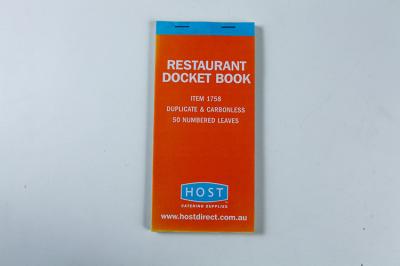 RESTAURANT
DOCKET BOOK
ITEM 1758
DUPLICATE & CARBONLESS
50 NUMBERED LEAVES
HOST
CATERING SUPPLIES
www.hostdirect.com.au